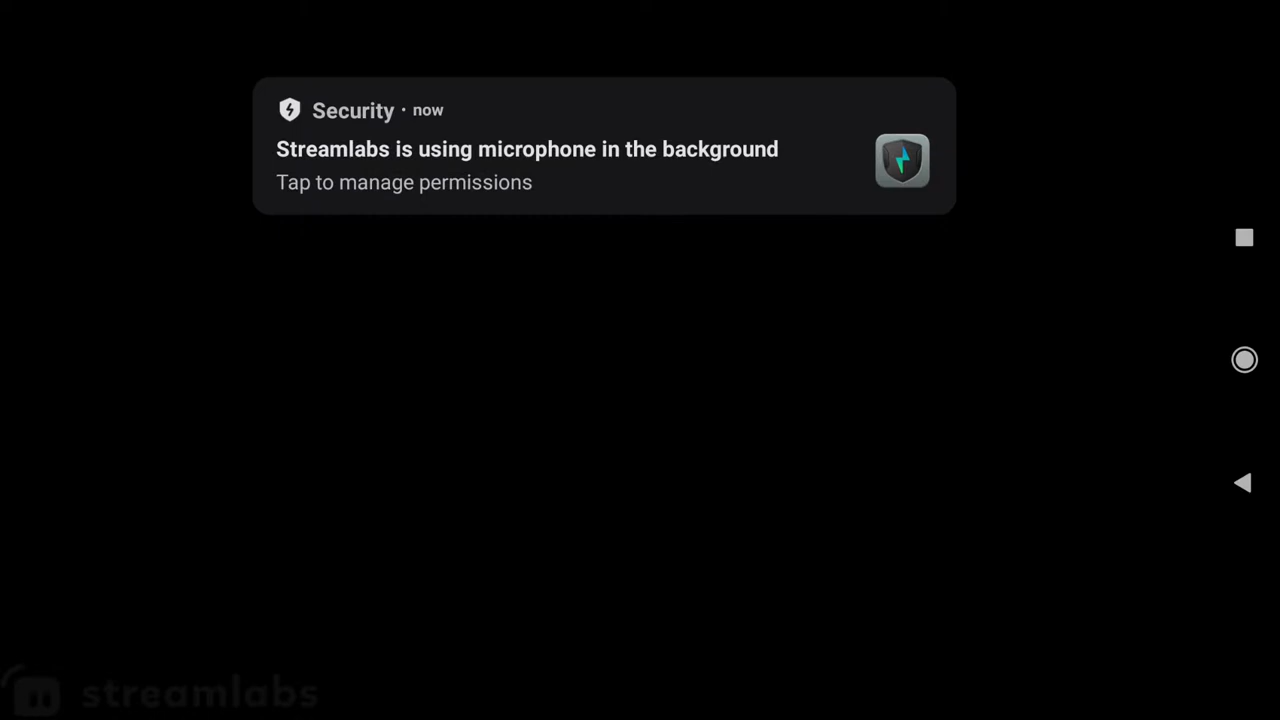 Security · now
Streamlabs is using microphone in the background
Tap to manage permissions
streamlabs